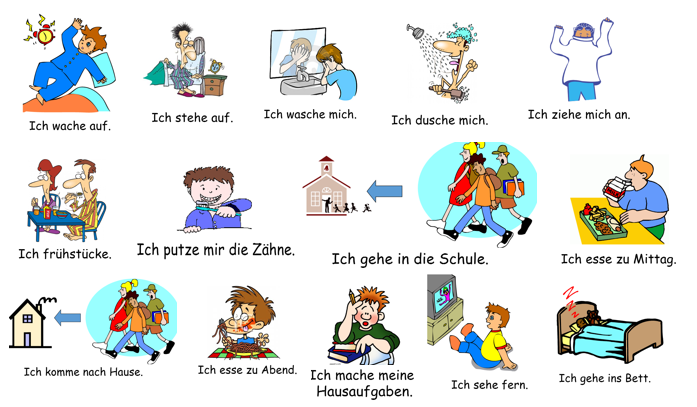 Ich wache auf.
Ich stehe auf.
Ich wasche mich.
Ich dusche mich.
Ich ziehe mich an.
Ich frühstücke.
Ich putze mir die Zähne.
Ich gehe in die Schule.
Ich esse zu Mittag.
Ich komme nach Hause.
Ich esse zu Abend.
Ich mache meine
Hausaufgaben.
Ich sehe fern.
Ich gehe ins Bett.